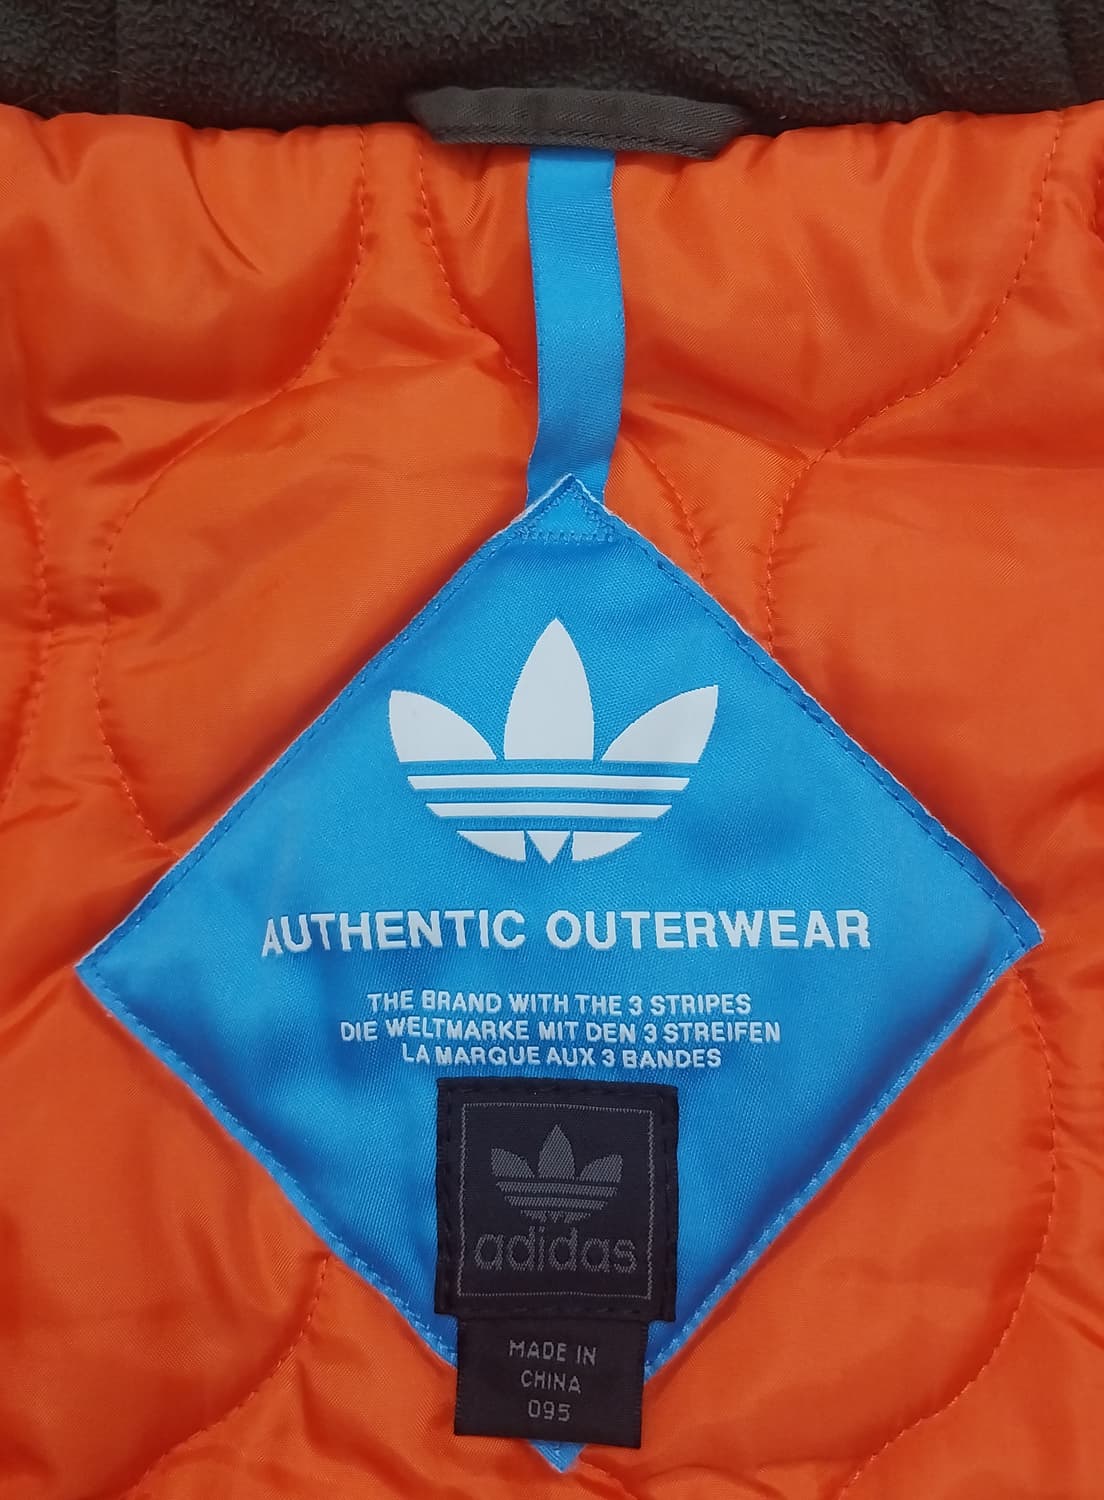 AUTHENTIC OUTERWEAR
THE BRAND WITH THE 3 STRIPES
DIE WELTMARKE MIT DEN 3 STREIFEN
LA MARQUE AUX 3 BANDES
adidas
MADE IN
CHINA
095